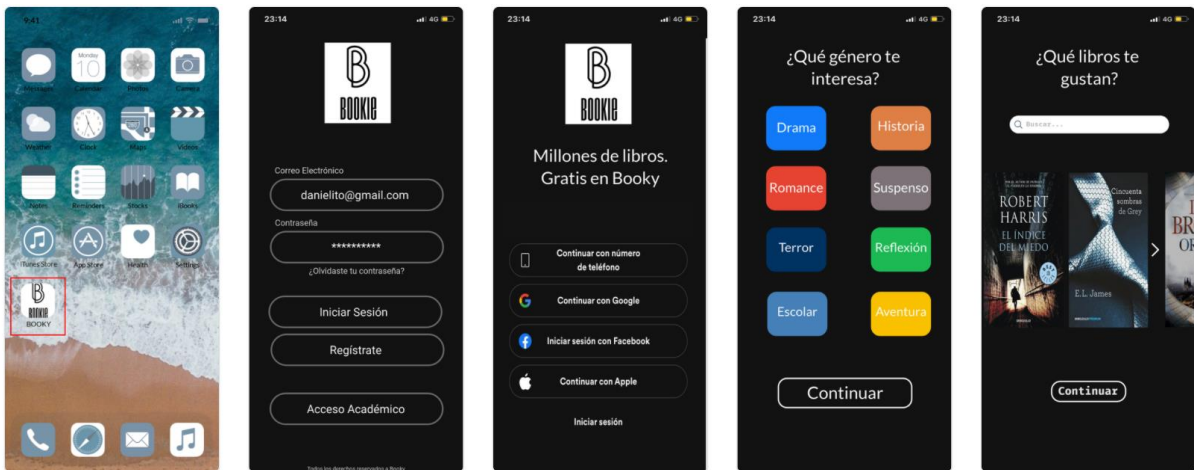 9:41
Messages
Monday
10
Calendar
Photos
Camera
Weather
Clock
Maps
Videos
Notes
Reminders
Stocks
iBooks
iTunes Store
App Store
Health
Settings
B
BOOKIE
BOOKY
23:14
4G
B
BOOKIE
Correo Electrónico
danielito@gmail.com
Contraseña
**********
¿Olvidaste tu contraseña?
Iniciar Sesión
Regístrate
Acceso Académico
Todos los derechos reservados a Booky
23:14
4G
B
BOOKIE
Millones de libros.
Gratis en Booky
Continuar con número
de teléfono
Continuar con Google
Iniciar sesión con Facebook
Continuar con Apple
Iniciar sesión
23:14
4G
¿Qué género te
interesa?
Drama
Historia
Romance
Suspenso
Terror
Reflexión
Escolar
Aventura
Continuar
23:14
4G
¿Qué libros te
gustan?
Buscar...
ROBERT
HARRIS
EL ÍNDICE
DEL MIEDO
Cincuenta
sombras
de Grey
E.L. James
BR
OR
Continuar